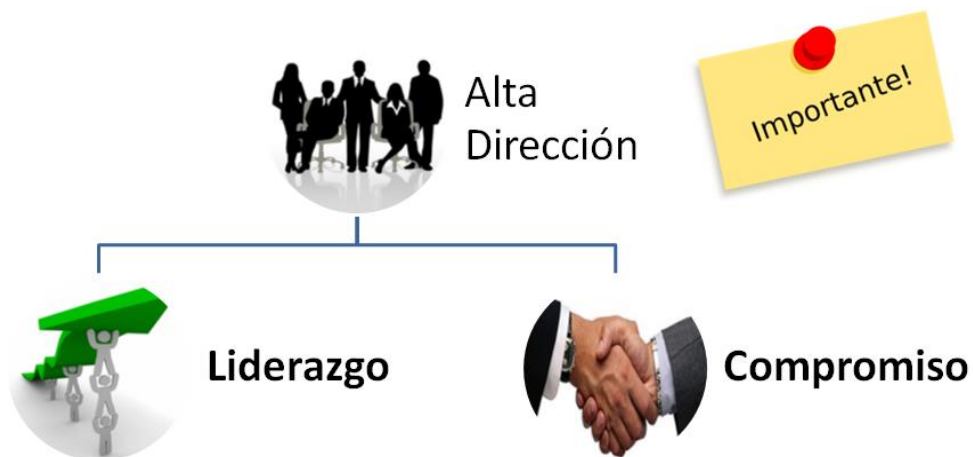 Alta
Dirección
Importante!
Liderazgo
Compromiso